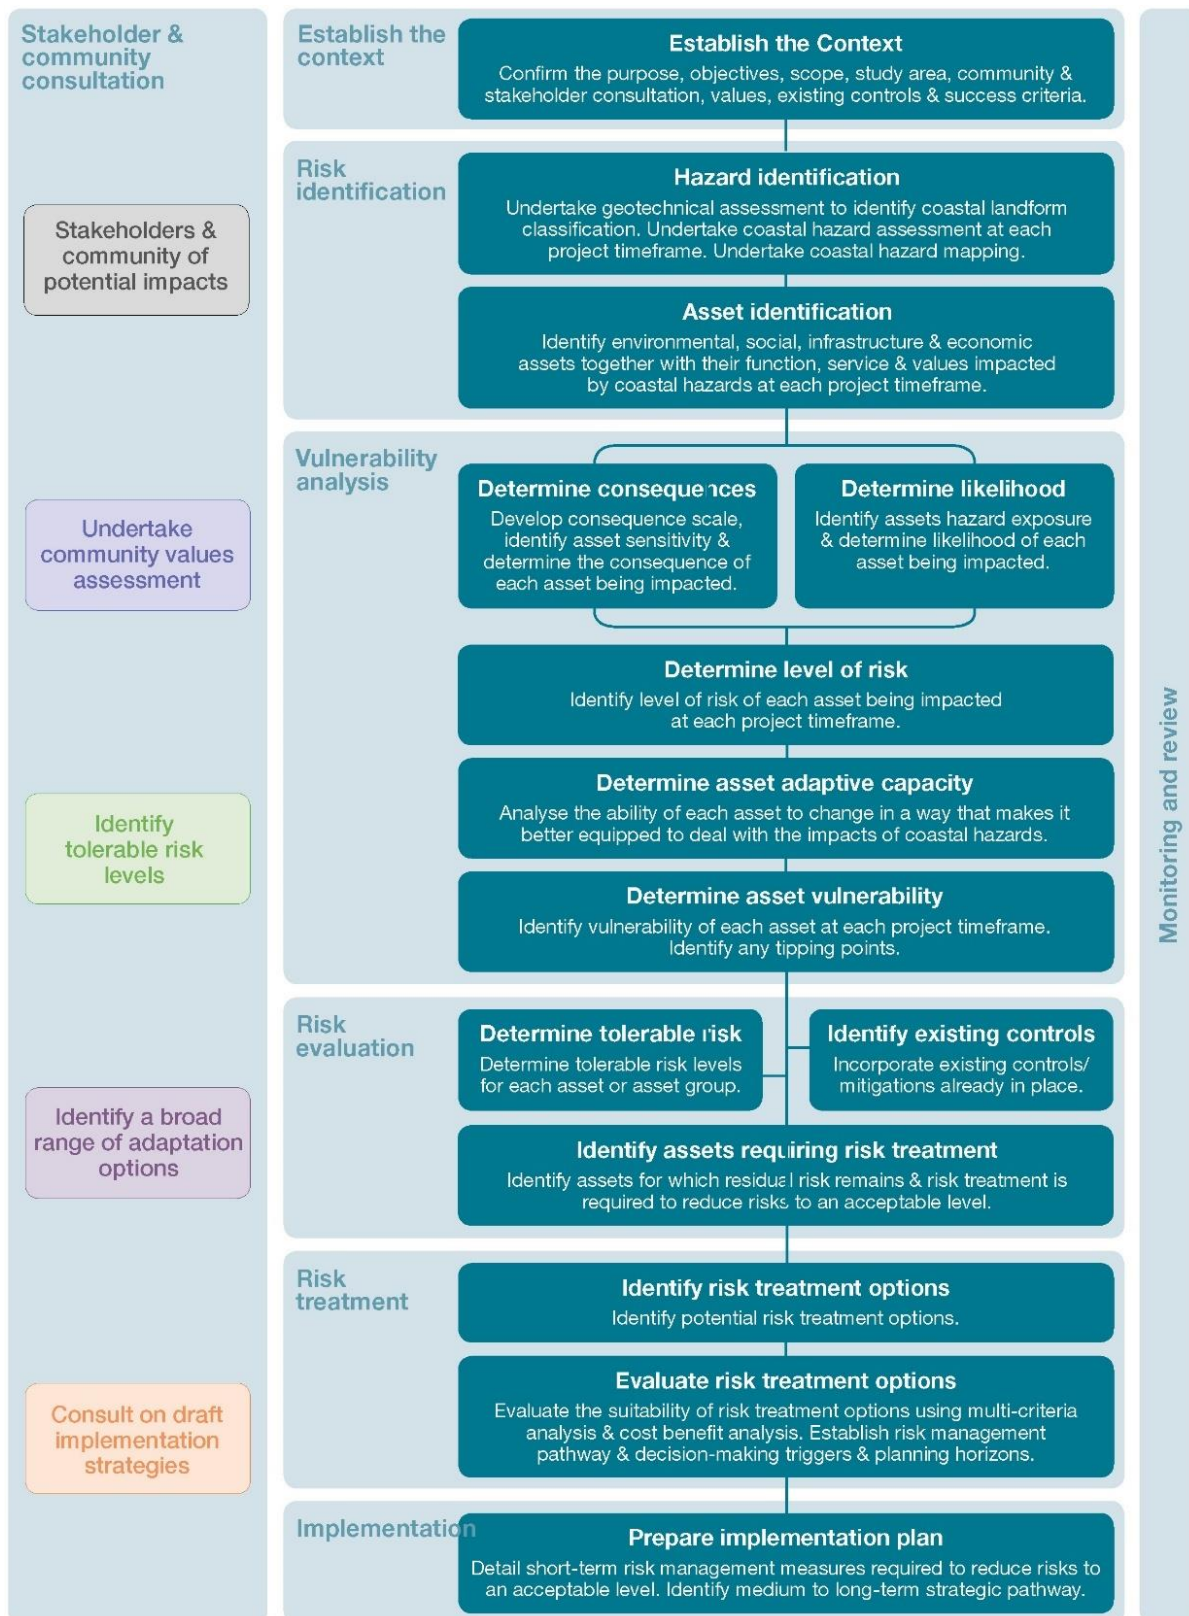 Stakeholder &
community
consultation
Stakeholders &
community of
potential impacts
Undertake
community values
assessment
Identify
tolerable risk
levels
Identify a broad
range of adaptation
options
Consult on draft
implementation
strategies
Establish the
context
Establish the Context
Confirm the purpose, objectives, scope, study area, community &
stakeholder consultation, values, existing controls & success criteria.
Risk
identification
Hazard identification
Undertake geotechnical assessment to identify coastal landform
classification. Undertake coastal hazard assessment at each
project timeframe. Undertake coastal hazard mapping.
Asset identification
Identify environmental, social, infrastructure & economic
assets together with their function, service & values impacted
by coastal hazards at each project timeframe.
Vulnerability
analysis
Determine consequences
Develop consequence scale,
identify asset sensitivity &
determine the consequence of
each asset being impacted.
Determine likelihood
Identify assets hazard exposure
& determine likelihood of each
asset being impacted.
Determine level of risk
Identify level of risk of each asset being impacted
at each project timeframe.
Determine asset adaptive capacity
Analyse the ability of each asset to change in a way that makes it
better equipped to deal with the impacts of coastal hazards.
Determine asset vulnerability
Identify vulnerability of each asset at each project timeframe.
Identify any tipping points.
Risk
evaluation
Determine tolerable risk
Determine tolerable risk levels
for each asset or asset group.
Identify existing controls
Incorporate existing controls/
mitigations already in place.
Identify assets requiring risk treatment
Identify assets for which residual risk remains & risk treatment is
required to reduce risks to an acceptable level.
Risk
treatment
Identify risk treatment options
Identify potential risk treatment options.
Evaluate risk treatment options
Evaluate the suitability of risk treatment options using multi-criteria
analysis & cost benefit analysis. Establish risk management
pathway & decision-making triggers & planning horizons.
Implementation
Prepare implementation plan
Detail short-term risk management measures required to reduce risks to
an acceptable level. Identify medium to long-term strategic pathway.
Monitoring and review